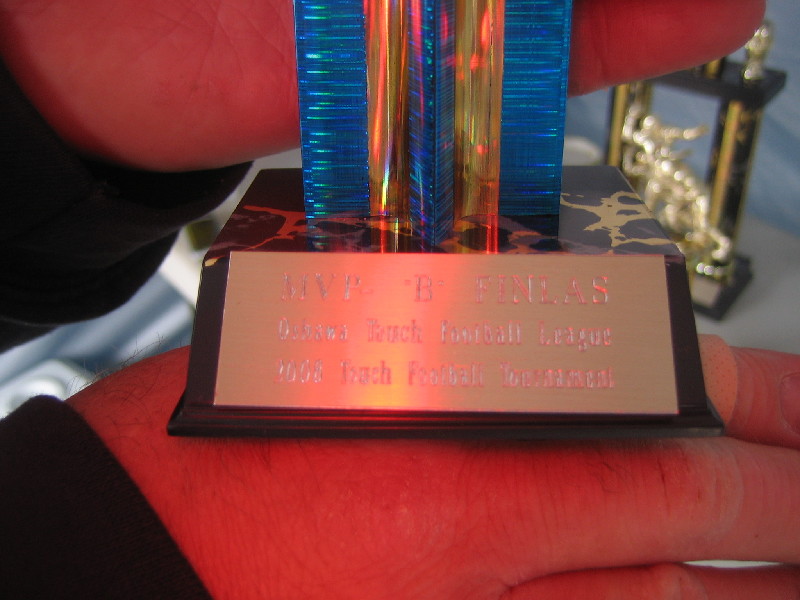 MVP- "B" FINLAS
Oshawa Touch Football League
2008 Touch Football Tournament